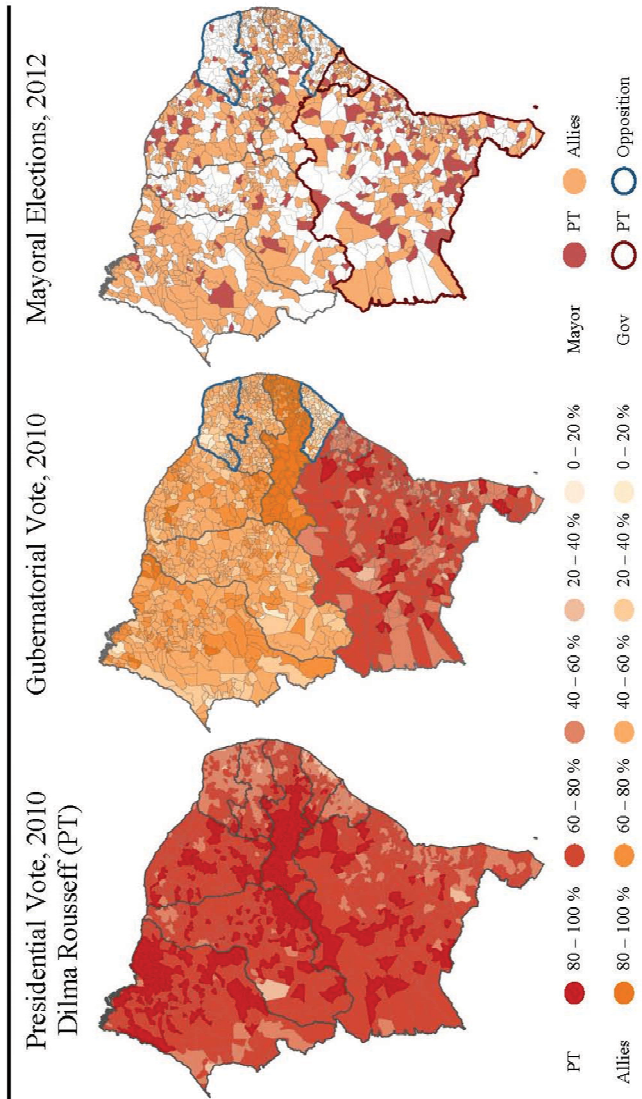 Presidential Vote, 2010
Dilma Rousseff (PT)
Gubernatorial Vote, 2010
Mayoral Elections, 2012
PT 80 – 100 % 60 – 80 % 40 – 60 % 20 – 40 % 0 – 20 % Mayor PT Allies
Allies 80 – 100 % 60 – 80 % 40 – 60 % 20 – 40 % 0 – 20 % Gov PT Opposition